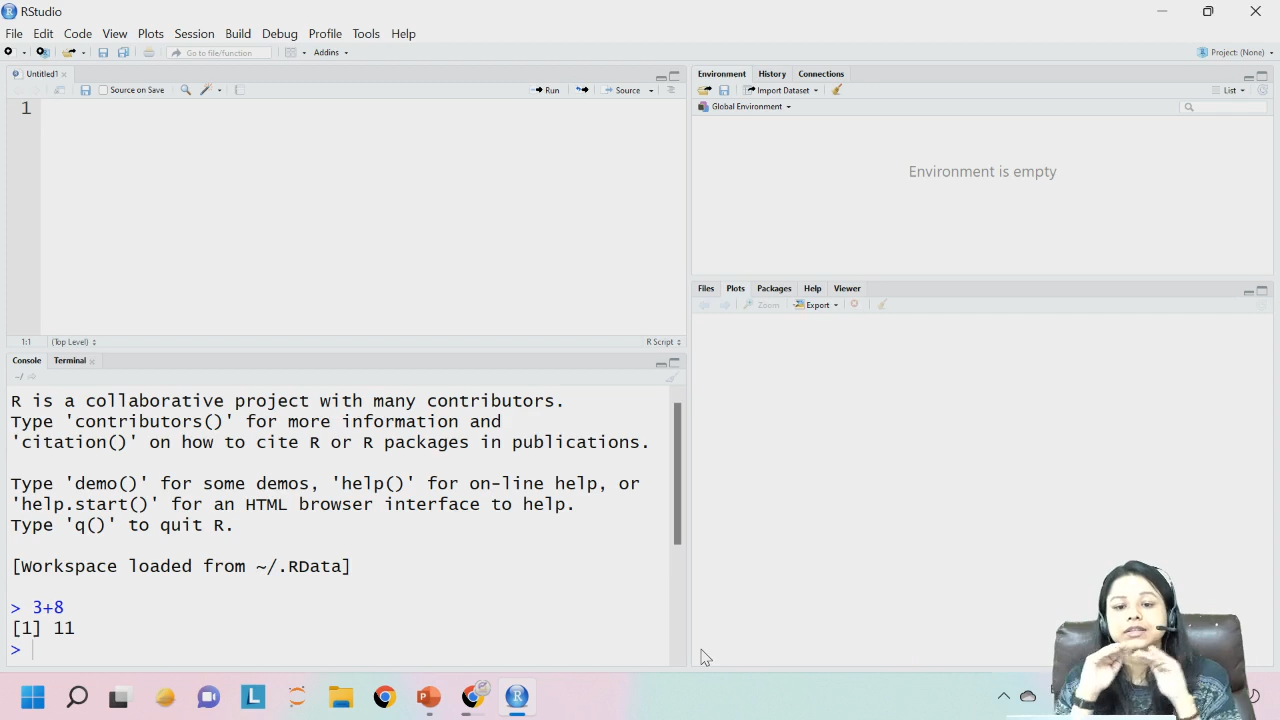 RStudio
File Edit Code View Plots Session Build Debug Profile Tools Help
Go to file/function Addins Project: (None)
Untitled1
Source on Save Run Source
1
1:1 (Top Level) R Script
Console Terminal
~/
R is a collaborative project with many contributors.
Type 'contributors()' for more information and
'citation()' on how to cite R or R packages in publications.
Type 'demo()' for some demos, 'help()' for on-line help, or
'help.start()' for an HTML browser interface to help.
Type 'q()' to quit R.
[Workspace loaded from ~/.RData]
> 3+8
[1] 11
>
Environment History Connections
Import Dataset List
Global Environment
Environment is empty
Files Plots Packages Help Viewer
Zoom Export
L